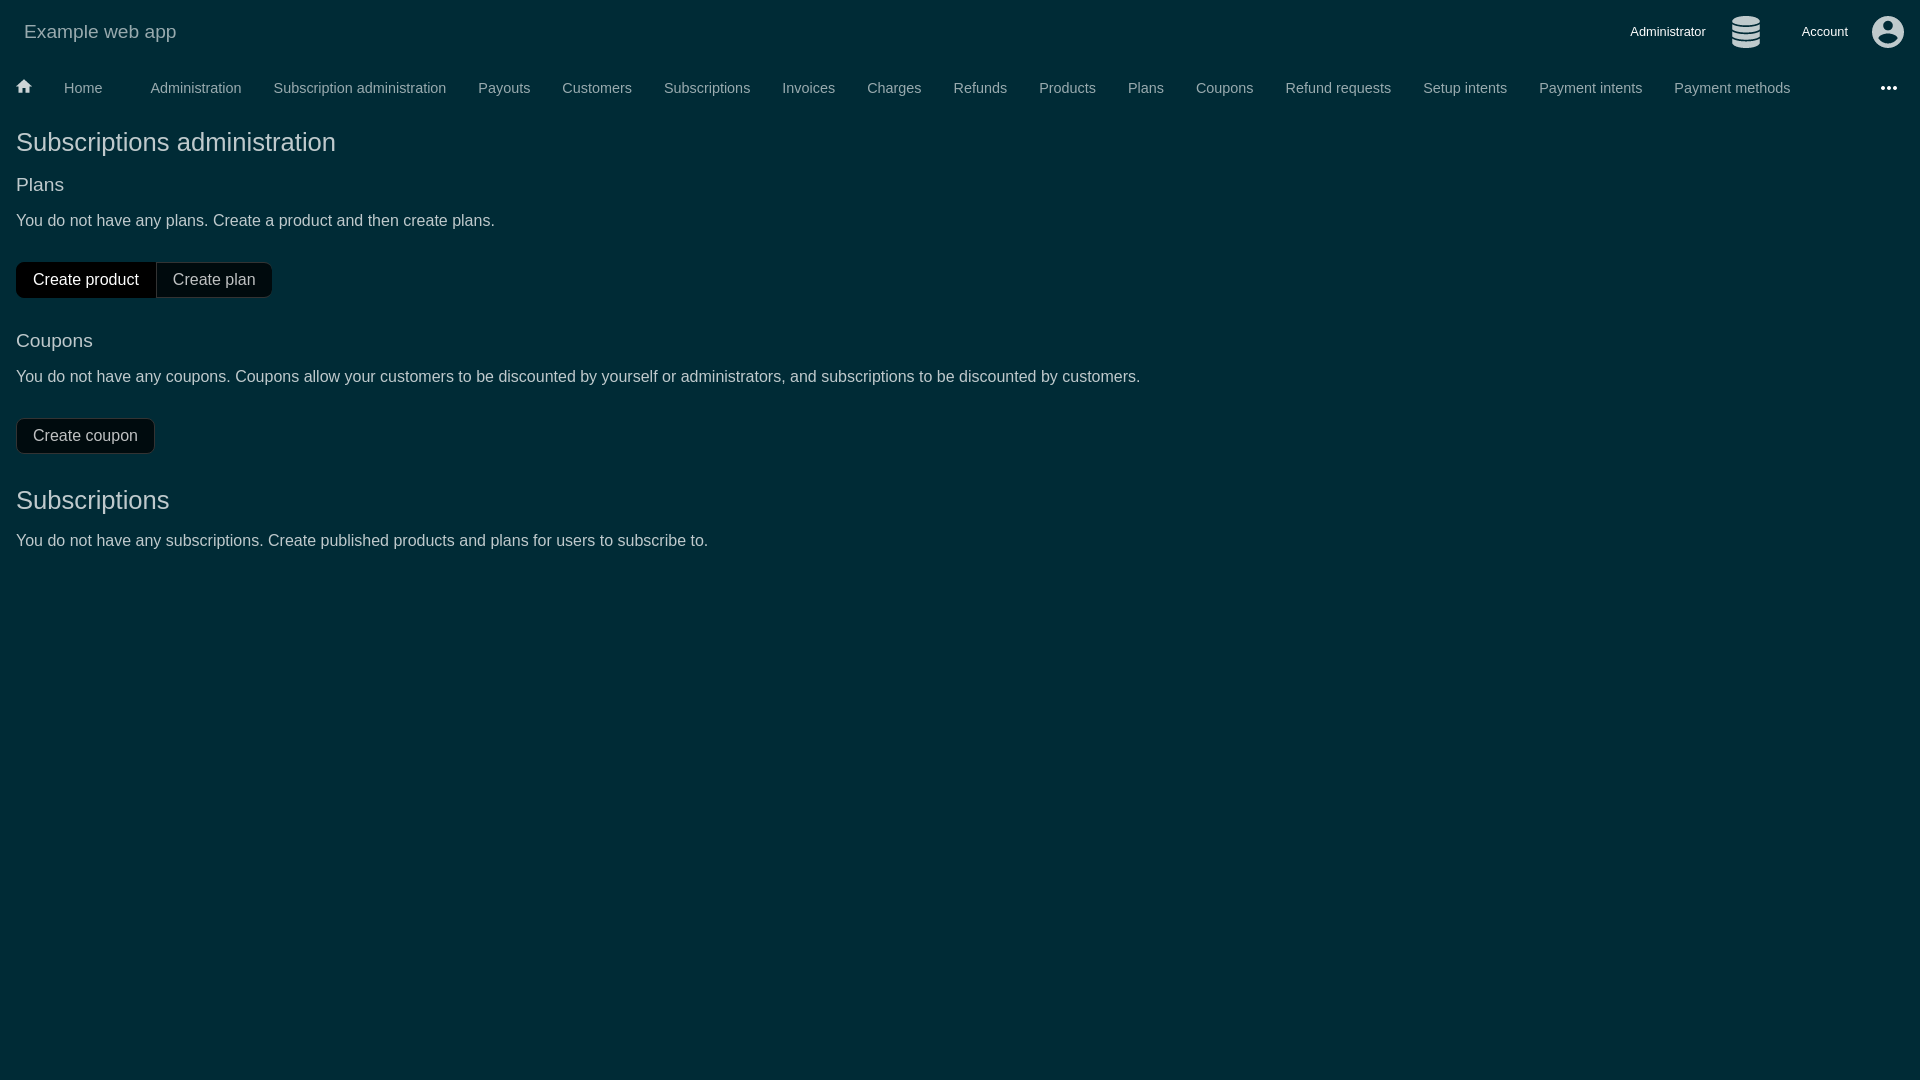 Example web app
Administrator
Account
Home Administration Subscription administration Payouts Customers Subscriptions Invoices Charges Refunds Products Plans Coupons Refund requests Setup intents Payment intents Payment methods
Subscriptions administration
Plans
You do not have any plans. Create a product and then create plans.
Create product Create plan
Coupons
You do not have any coupons. Coupons allow your customers to be discounted by yourself or administrators, and subscriptions to be discounted by customers.
Create coupon
Subscriptions
You do not have any subscriptions. Create published products and plans for users to subscribe to.